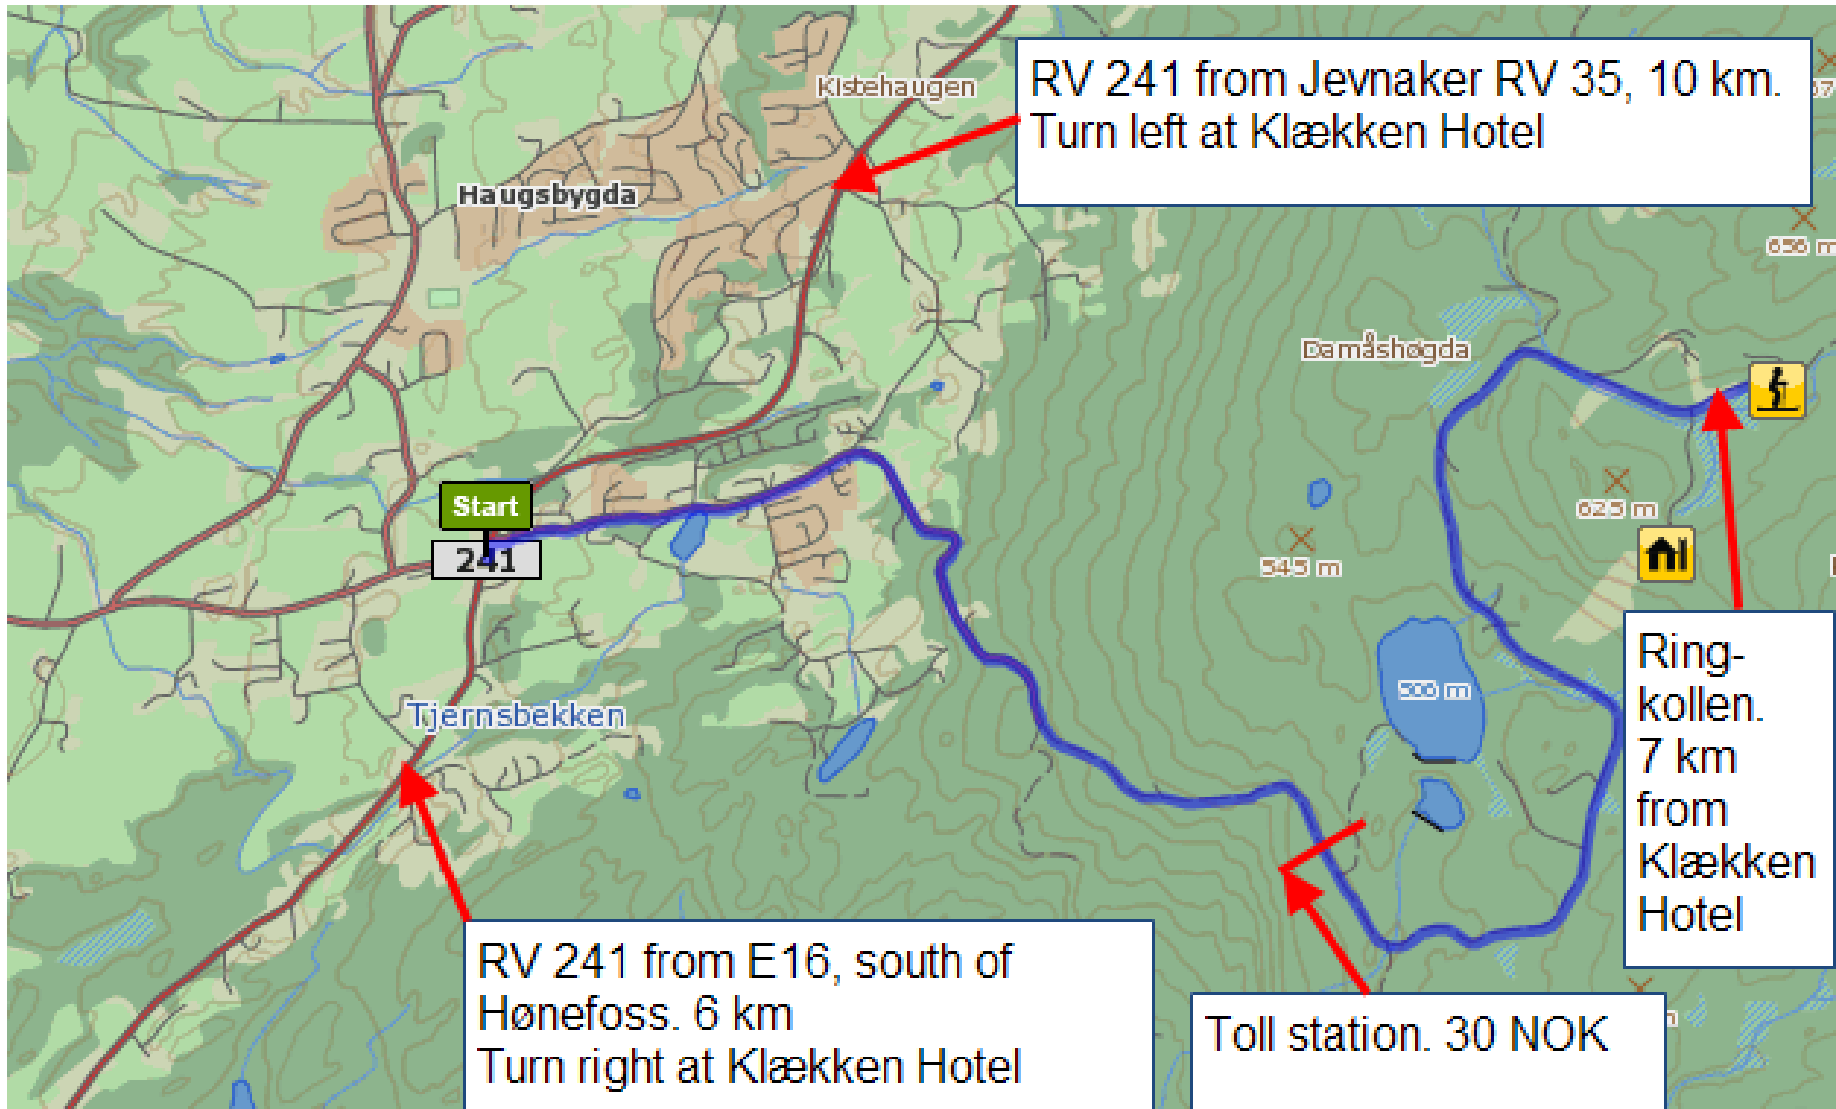 Kistehaugen
RV 241 from Jevnaker RV 35, 10 km.
Turn left at Klækken Hotel
Haugsbygda
656 m
Damåshøgda
Start
241
625 m
545 m
Ring-
kollen.
7 km
from
Klækken
Hotel
506 m
Tjernsbekken
RV 241 from E16, south of
Hønefoss. 6 km
Turn right at Klækken Hotel
Toll station. 30 NOK